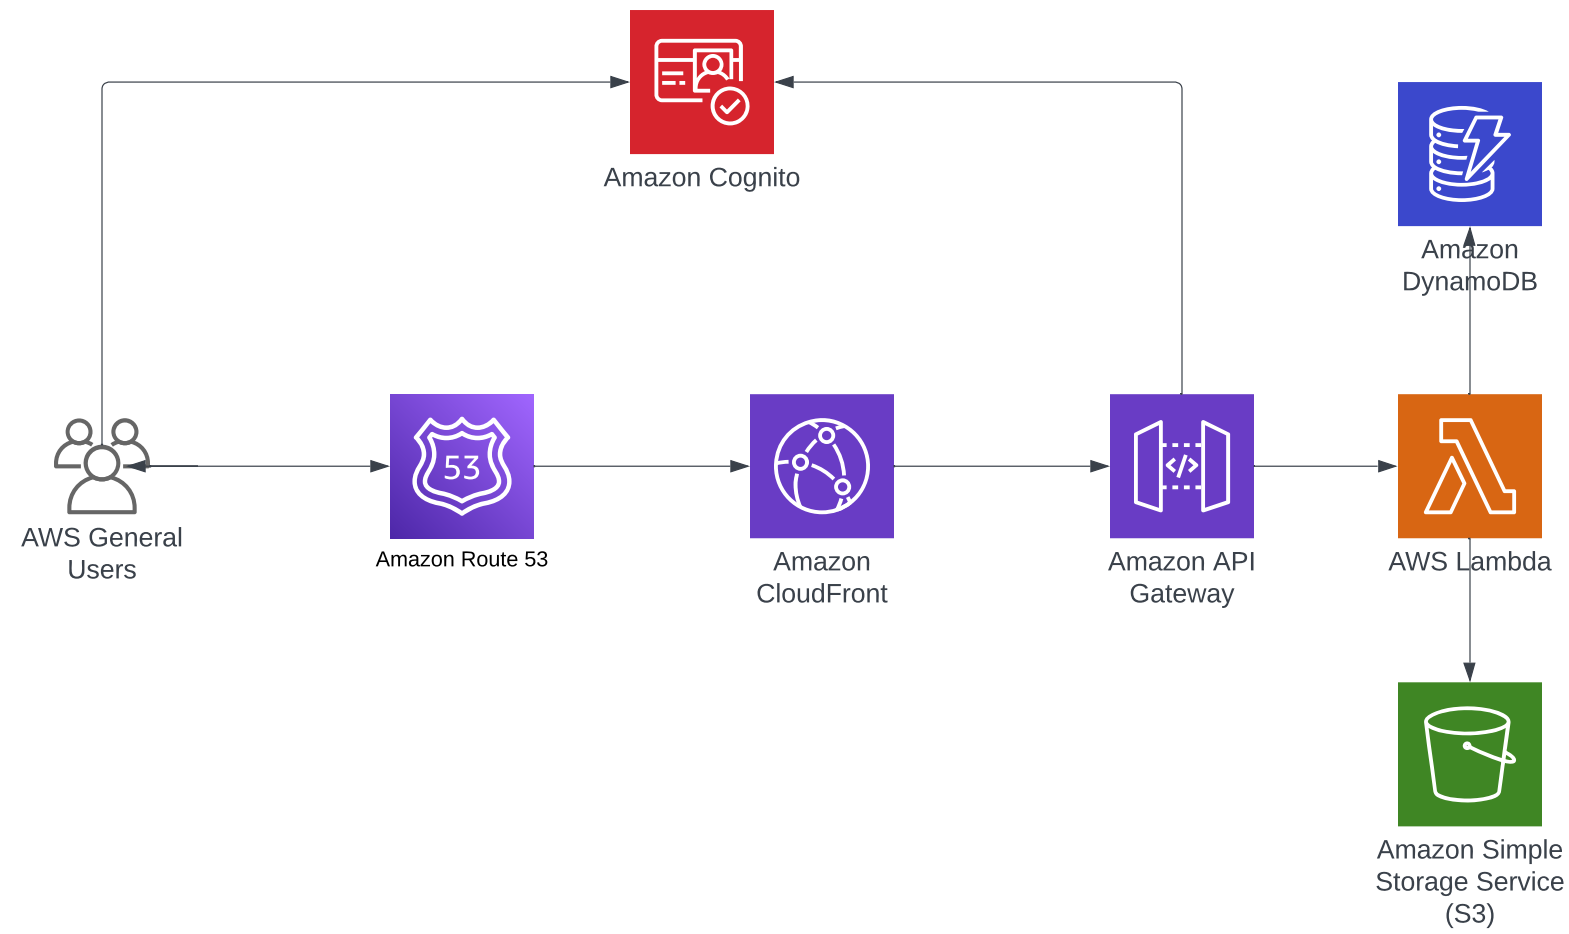 Amazon Cognito
Amazon
DynamoDB
53
AWS General
Users
Amazon Route 53
Amazon
CloudFront
</>
Amazon API
Gateway
AWS Lambda
Amazon Simple
Storage Service
(S3)